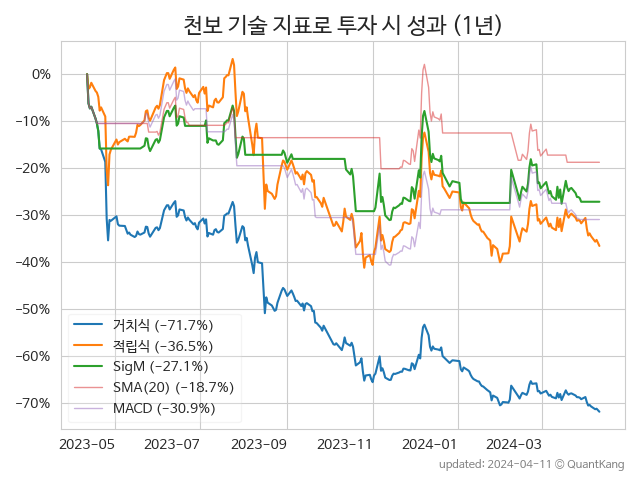 천보 기술 지표로 투자 시 성과 (1년)
0%
−10%
−20%
−30%
−40%
−50%
−60%
−70%
거치식 (−71.7%)
적립식 (−36.5%)
SigM (−27.1%)
SMA(20) (−18.7%)
MACD (−30.9%)
2023-05 2023-07 2023-09 2023-11 2024-01 2024-03
updated: 2024-04-11 © QuantKang